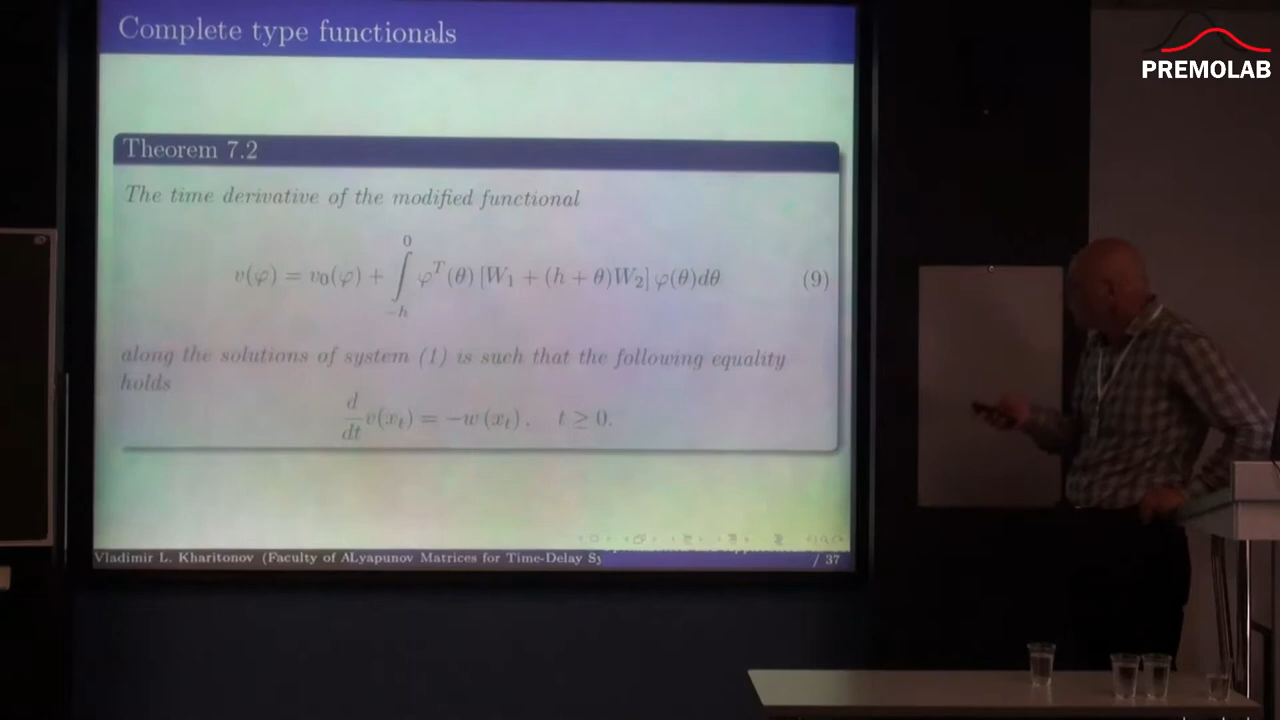 Complete type functionals
PREMOLAB
Theorem 7.2
The time derivative of the modified functional
v(φ) = v₀(φ) + ∫₋ₕ⁰ φᵀ(θ) [W₁ + (h + θ)W₂] φ(θ)dθ (9)
along the solutions of system (1) is such that the following equality
holds
d/dt v(xₜ) = −w (xₜ) , t ≥ 0.
Vladimir L. Kharitonov (Faculty of ALyapunov Matrices for Time-Delay Sy / 37